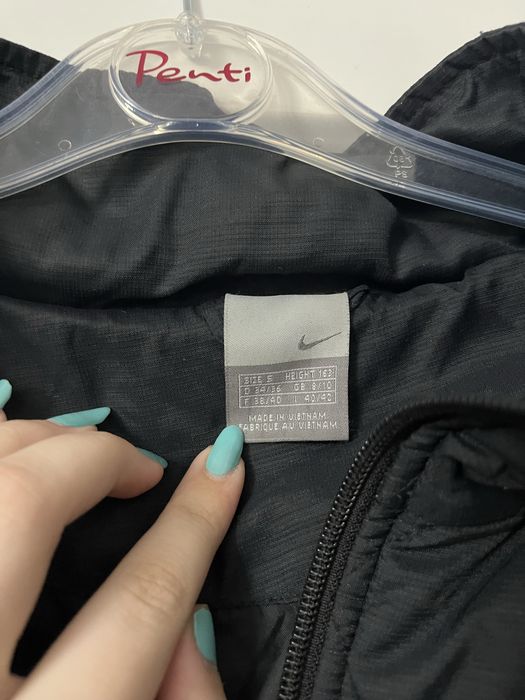 Penti
PS
SIZE S HEIGHT 163
D 34/36 GB 8/10
F 38/40 I 40/42
MADE IN VIETNAM
FABRIQUE AU VIETNAM